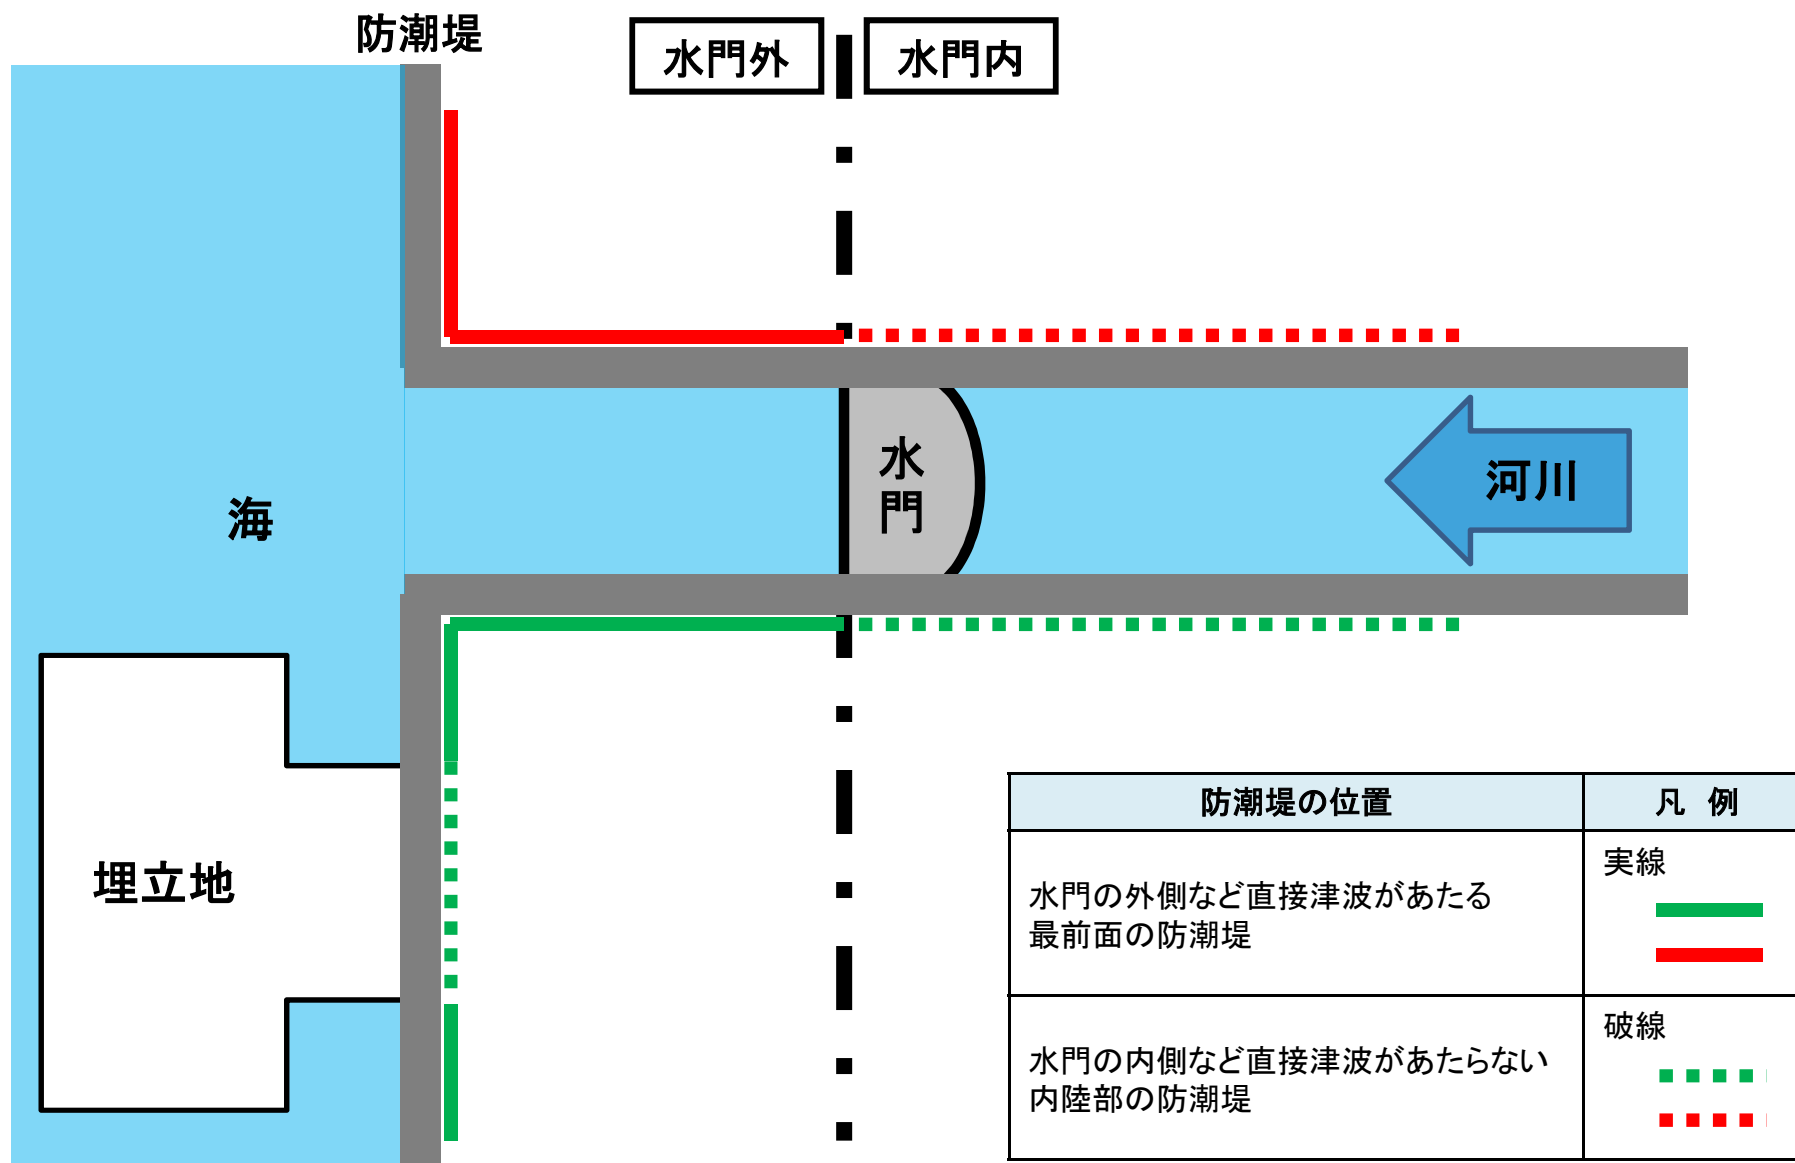 防潮堤
水門外
水門内
水
門
河川
海
埋立地
防潮堤の位置
凡 例
水門の外側など直接津波があたる
最前面の防潮堤
実線
水門の内側など直接津波があたらない
内陸部の防潮堤
破線